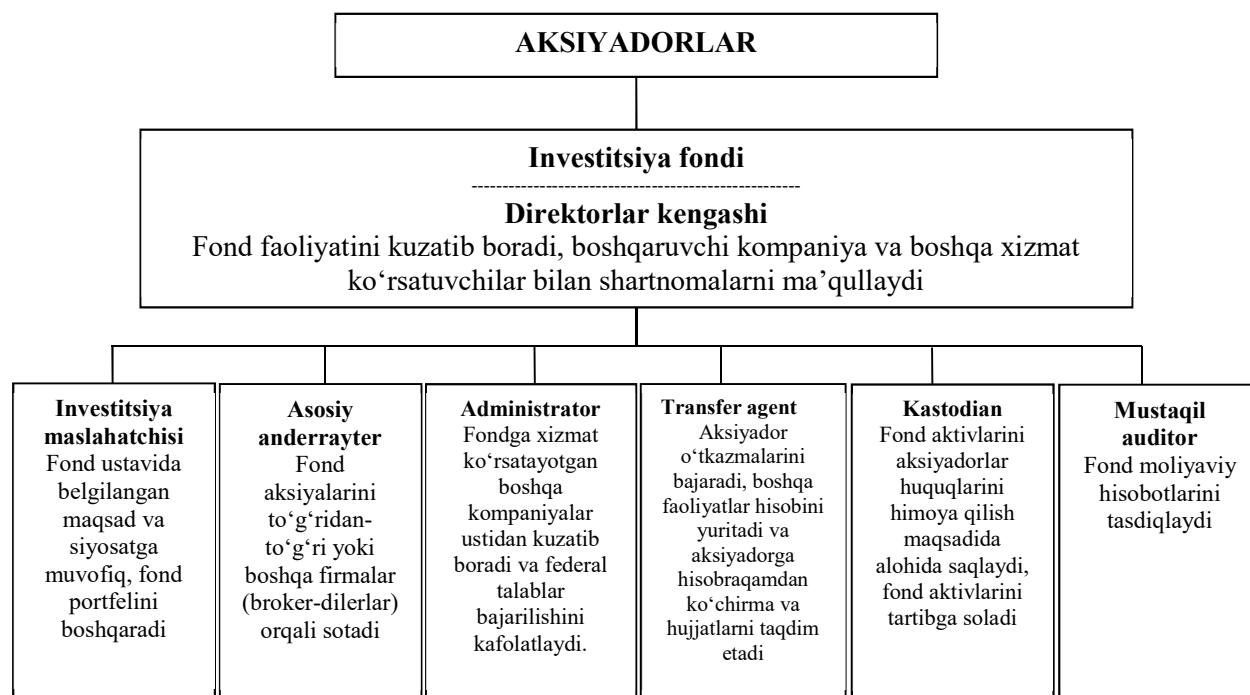 AKSIYADORLAR
Investitsiya fondi
-----------------------------------------------------
Direktorlar kengashi
Fond faoliyatini kuzatib boradi, boshqaruvchi kompaniya va boshqa xizmat
ko‘rsatuvchilar bilan shartnomalarni ma’qullaydi
Investitsiya
maslahatchisi
Fond ustavida
belgilangan
maqsad va
siyosatga
muvofiq, fond
portfelini
boshqaradi
Asosiy
anderrayter
Fond
aksiyalarini
to‘g‘ridan-
to‘g‘ri yoki
boshqa firmalar
(broker-dilerlar)
orqali sotadi
Administrator
Fondga xizmat
ko‘rsatayotgan
boshqa
kompaniyalar
ustidan kuzatib
boradi va federal
talablar
bajarilishini
kafolatlaydi.
Transfer agent
Aksiyador
o‘tkazmalarini
bajaradi, boshqa
faoliyatlar hisobini
yuritadi va
aksiyadorga
hisobraqamdan
ko‘chirma va
hujjatlarni taqdim
etadi
Kastodian
Fond aktivlarini
aksiyadorlar
huquqlarini
himoya qilish
maqsadida
alohida saqlaydi,
fond aktivlarini
tartibga soladi
Mustaqil
auditor
Fond moliyaviy
hisobotlarini
tasdiqlaydi